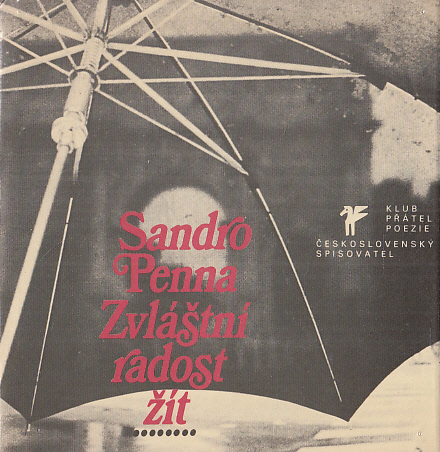 Sandro
Penna
Zvláštní
radost
žít
KLUB
PŘÁTEL
POEZIE
ČESKOSLOVENSKÝ
SPISOVATEL